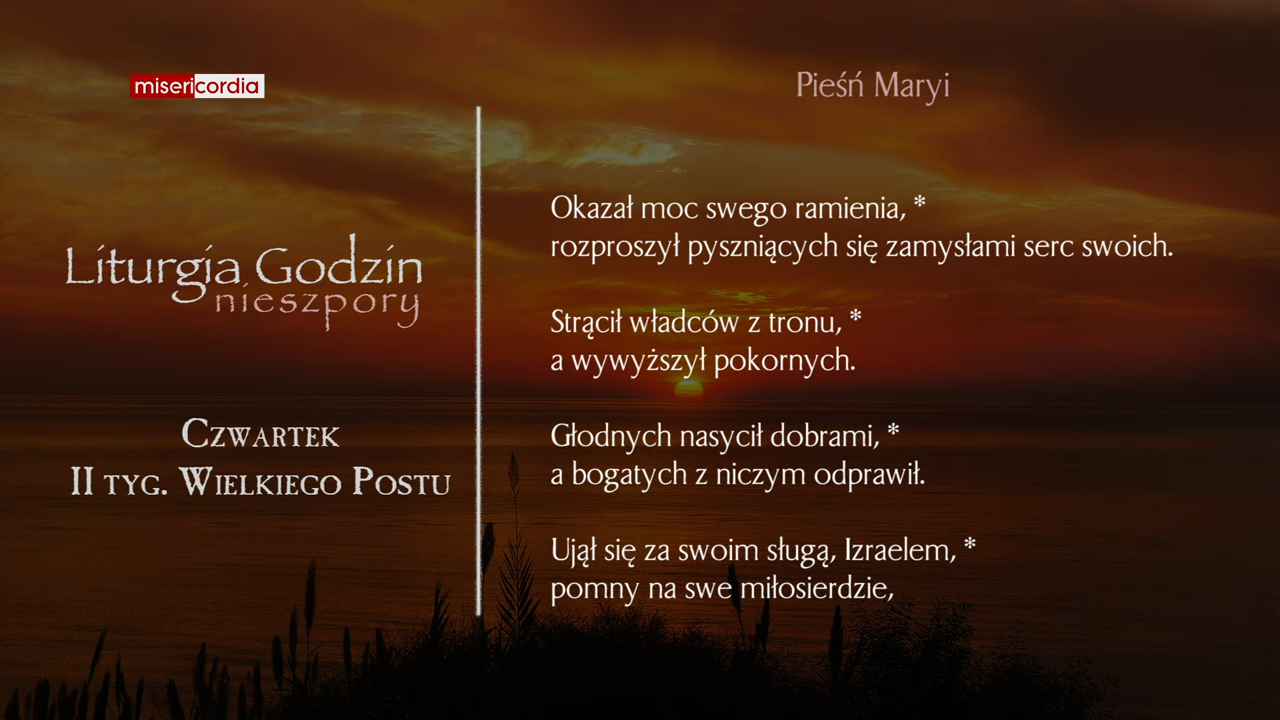 misericordia
Liturgia Godzin
nieszpory
Czwartek
II tyg. Wielkiego Postu
Pieśń Maryi
Okazał moc swego ramienia, *
rozproszył pyszniących się zamysłami serc swoich.
Strącił władców z tronu, *
a wywyższył pokornych.
Głodnych nasycił dobrami, *
a bogatych z niczym odprawił.
Ujął się za swoim sługą, Izraelem, *
pomny na swe miłosierdzie,